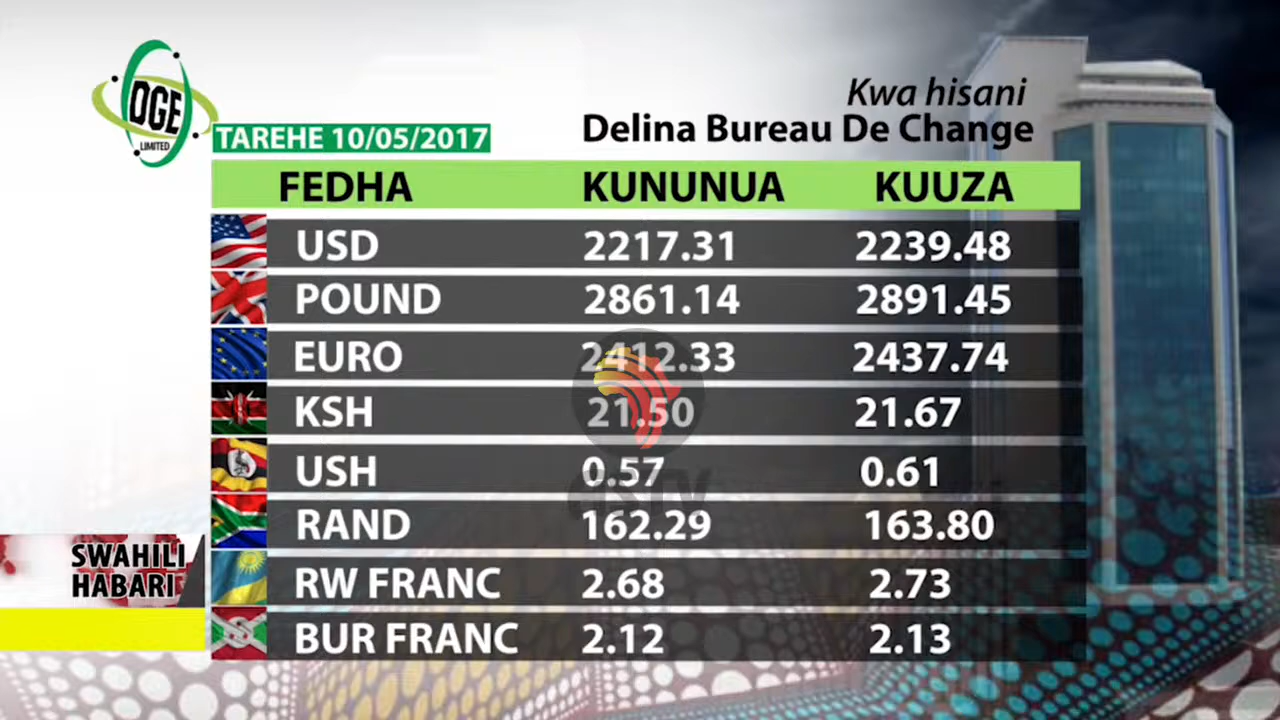 DGE
LIMITED
Kwa hisani
Delina Bureau De Change
TAREHE 10/05/2017
FEDHA KUNUNUA KUUZA
USD 2217.31 2239.48
POUND 2861.14 2891.45
EURO 2412.33 2437.74
KSH 21.50 21.67
USH 0.57 0.61
RAND 162.29 163.80
RW FRANC 2.68 2.73
BUR FRANC 2.12 2.13
SWAHILI
HABARI